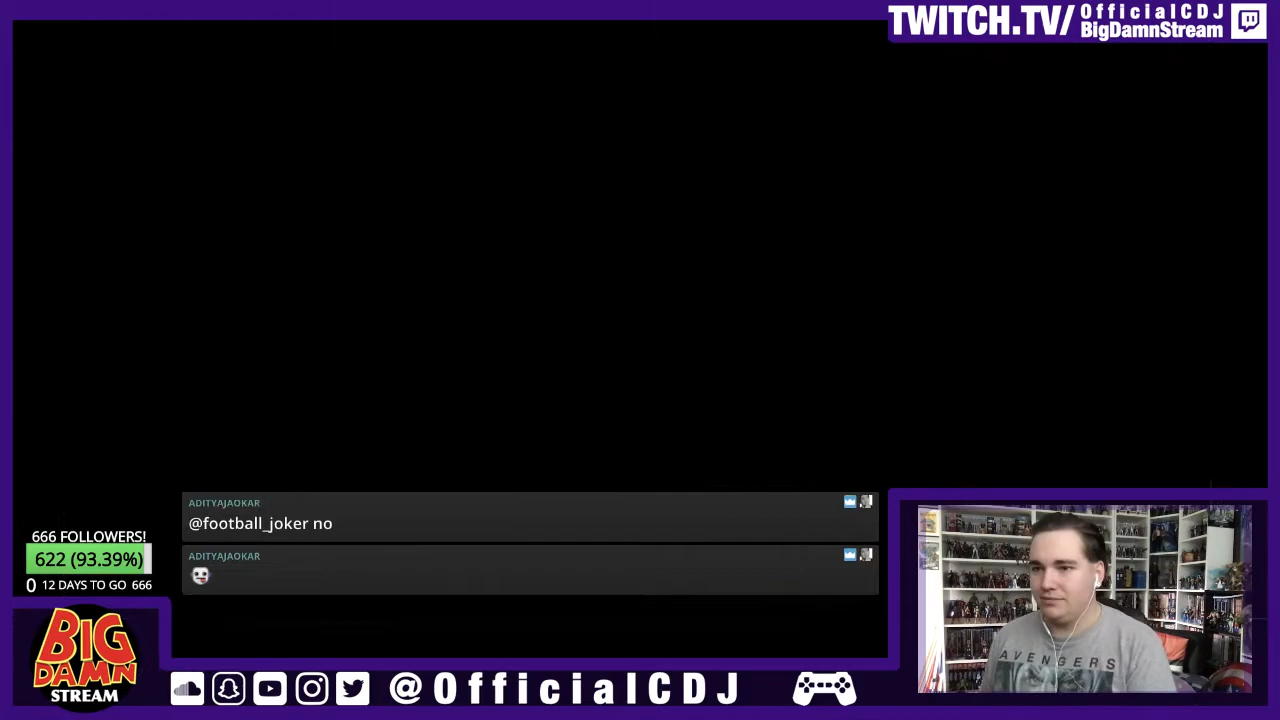 TWITCH.TV/
OfficialCDJ
BigDamnStream
ADITYAJAOKAR
@football_joker no
ADITYAJAOKAR
666 FOLLOWERS!
622 (93.39%)
0 12 DAYS TO GO 666
BIG
DAMN
STREAM
@OfficialCDJ
AVENGERS